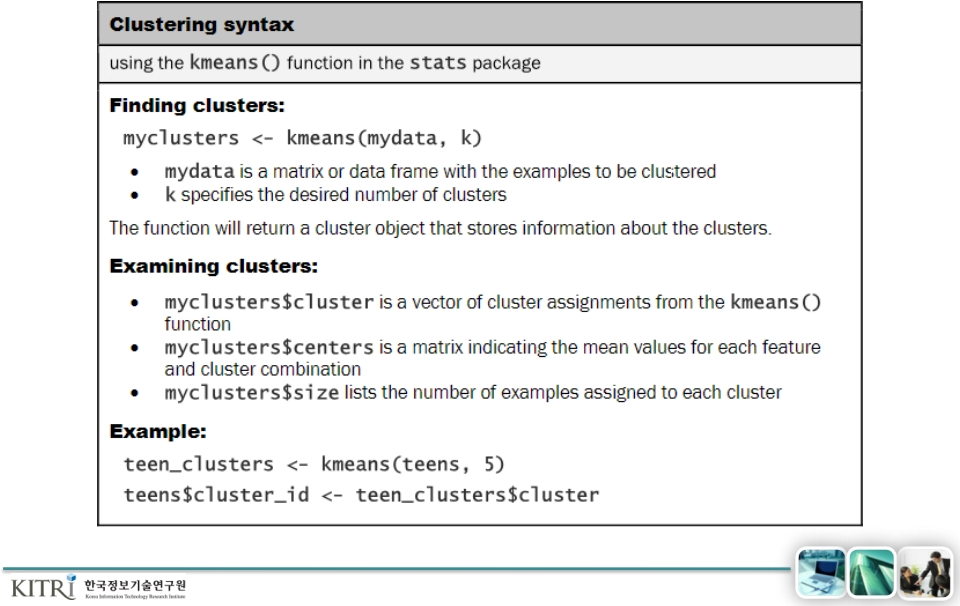 Clustering syntax
using the kmeans() function in the stats package
Finding clusters:
myclusters <- kmeans(mydata, k)
• mydata is a matrix or data frame with the examples to be clustered
• k specifies the desired number of clusters
The function will return a cluster object that stores information about the clusters.
Examining clusters:
• myclusters$cluster is a vector of cluster assignments from the kmeans()
function
• myclusters$centers is a matrix indicating the mean values for each feature
and cluster combination
• myclusters$size lists the number of examples assigned to each cluster
Example:
teen_clusters <- kmeans(teens, 5)
teens$cluster_id <- teen_clusters$cluster
KITRI 한국정보기술연구원
Korea Information Technology Research Institute